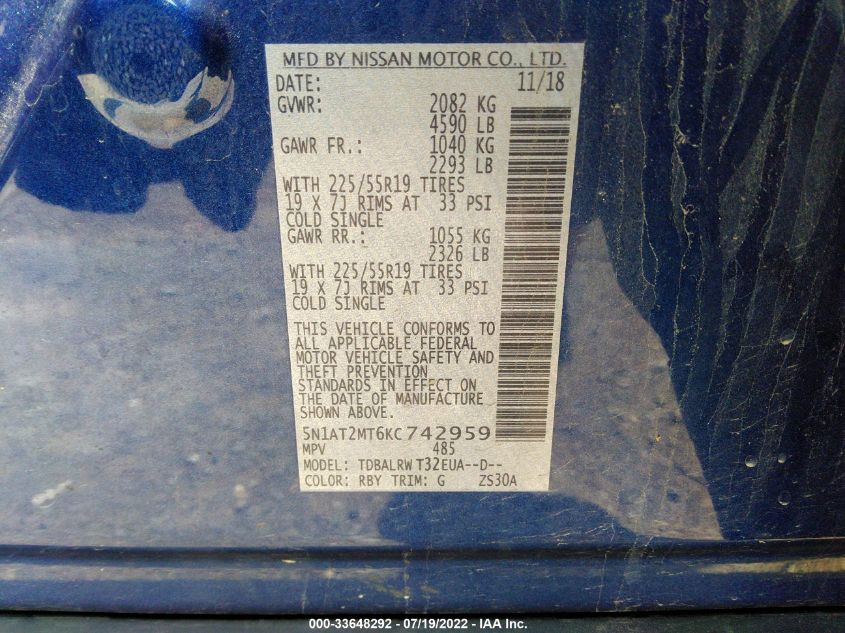 MFD BY NISSAN MOTOR CO., LTD.
DATE: 11/18
GVWR: 2082 KG
4590 LB
GAWR FR.: 1040 KG
2293 LB
WITH 225/55R19 TIRES
19 X 7J RIMS AT 33 PSI
COLD SINGLE
GAWR RR.: 1055 KG
2326 LB
WITH 225/55R19 TIRES
19 X 7J RIMS AT 33 PSI
COLD SINGLE
THIS VEHICLE CONFORMS TO
ALL APPLICABLE FEDERAL
MOTOR VEHICLE SAFETY AND
THEFT PREVENTION
STANDARDS IN EFFECT ON
THE DATE OF MANUFACTURE
SHOWN ABOVE.
5N1AT2MT6KC742959
MPV 485
MODEL: TDBALRW T32EUA--D--
COLOR: RBY TRIM: G ZS30A
000-33648292 - 07/19/2022 - IAA Inc.